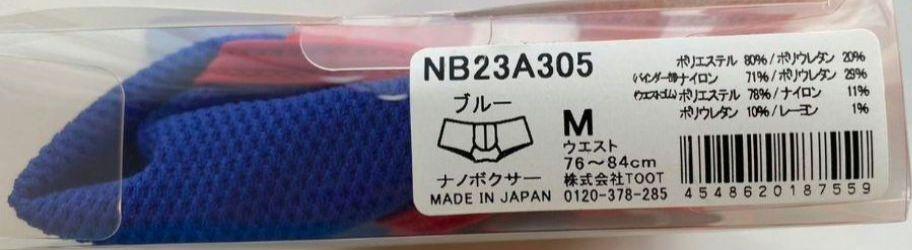 NB23A305
ブルー
ナノボクサー
MADE IN JAPAN
M
ウエスト
76～84cm
株式会社TOOT
0120-378-285
ポリエステル 80%/ポリウレタン 20%
バインダー部 ナイロン 71%/ポリウレタン 29%
ウエストゴム ポリエステル 78%/ナイロン 11%
ポリウレタン 10%/レーヨン 1%
4548620187559